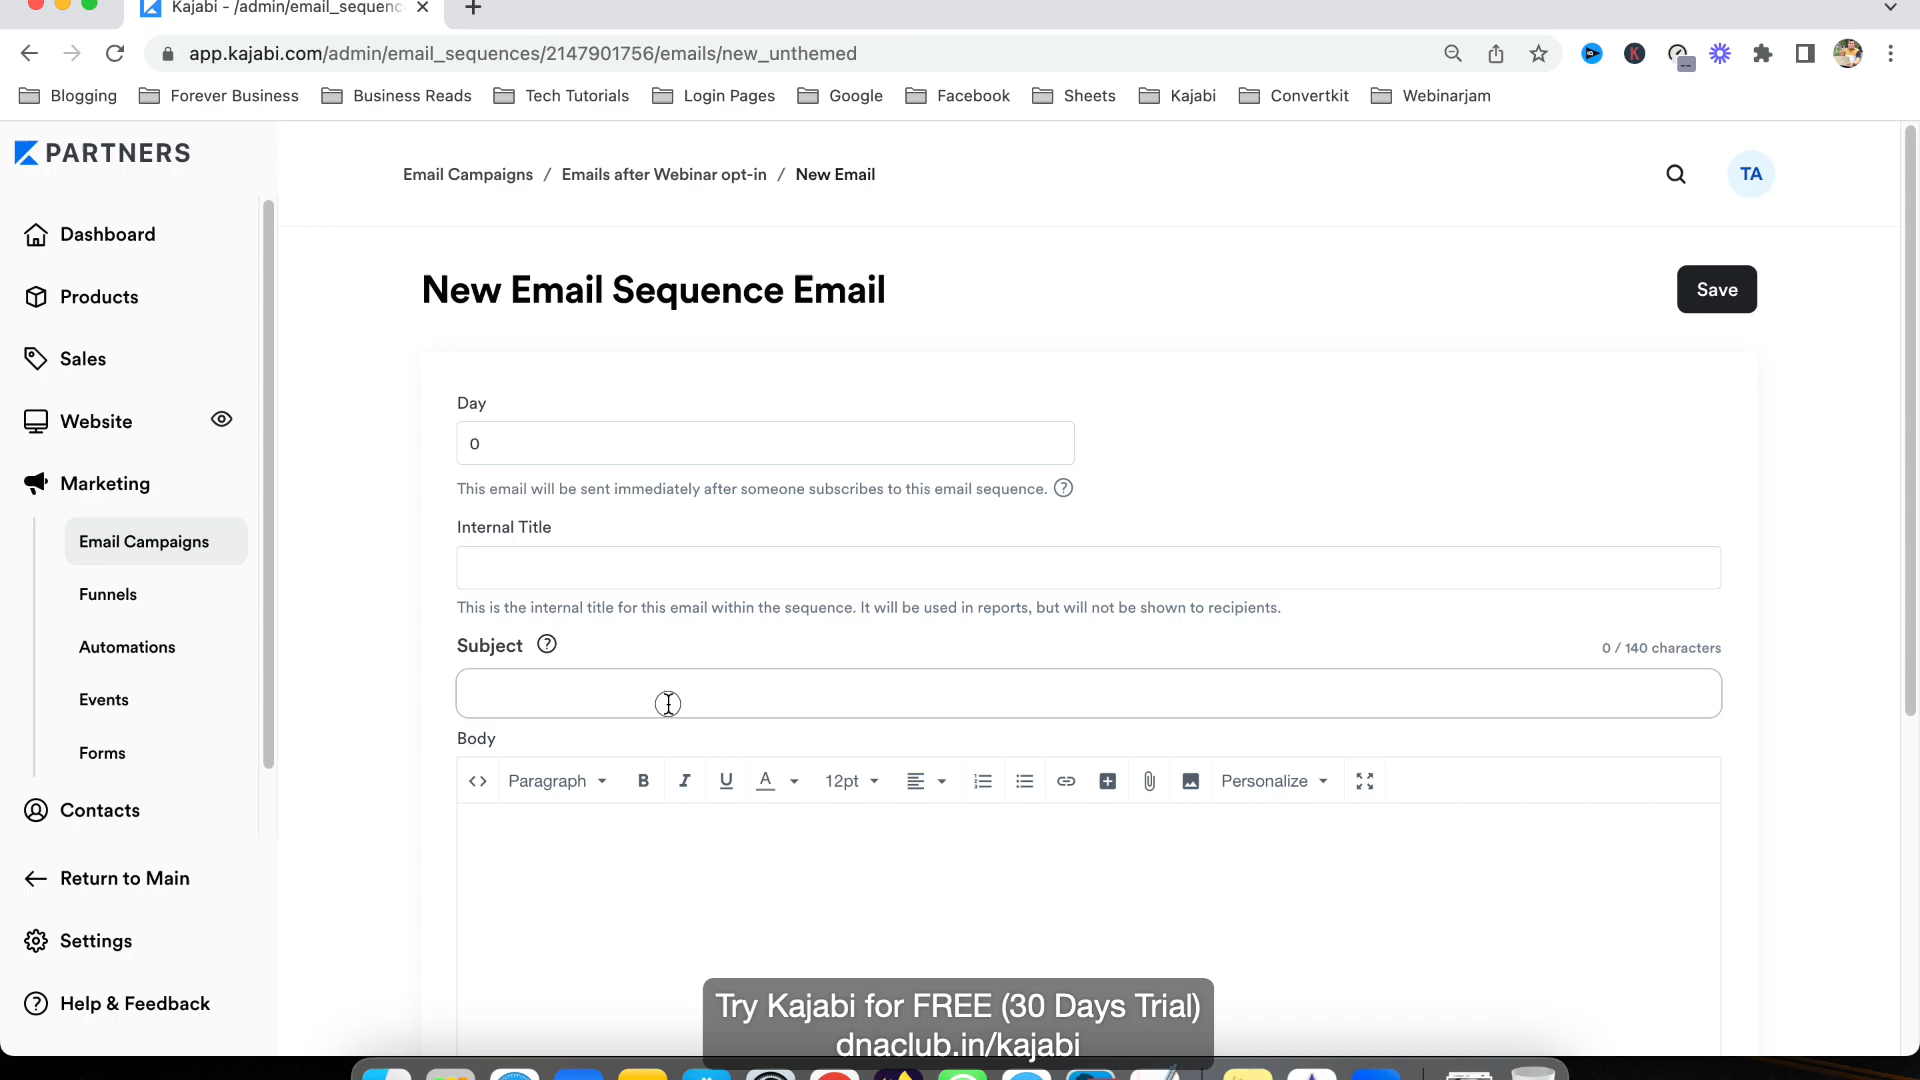 Kajabi - /admin/email_sequenc
app.kajabi.com/admin/email_sequences/2147901756/emails/new_unthemed
Blogging
Forever Business
Business Reads
Tech Tutorials
Login Pages
Google
Facebook
Sheets
Kajabi
Convertkit
Webinarjam
PARTNERS
Email Campaigns / Emails after Webinar opt-in / New Email
TA
Dashboard
Products
Sales
Website
Marketing
Email Campaigns
Funnels
Automations
Events
Forms
Contacts
Return to Main
Settings
Help & Feedback
New Email Sequence Email
Save
Day
0
This email will be sent immediately after someone subscribes to this email sequence.
Internal Title
This is the internal title for this email within the sequence. It will be used in reports, but will not be shown to recipients.
Subject
0 / 140 characters
Body
Paragraph
B
I
U
A
12pt
Personalize
Try Kajabi for FREE (30 Days Trial)
dnaclub.in/kajabi